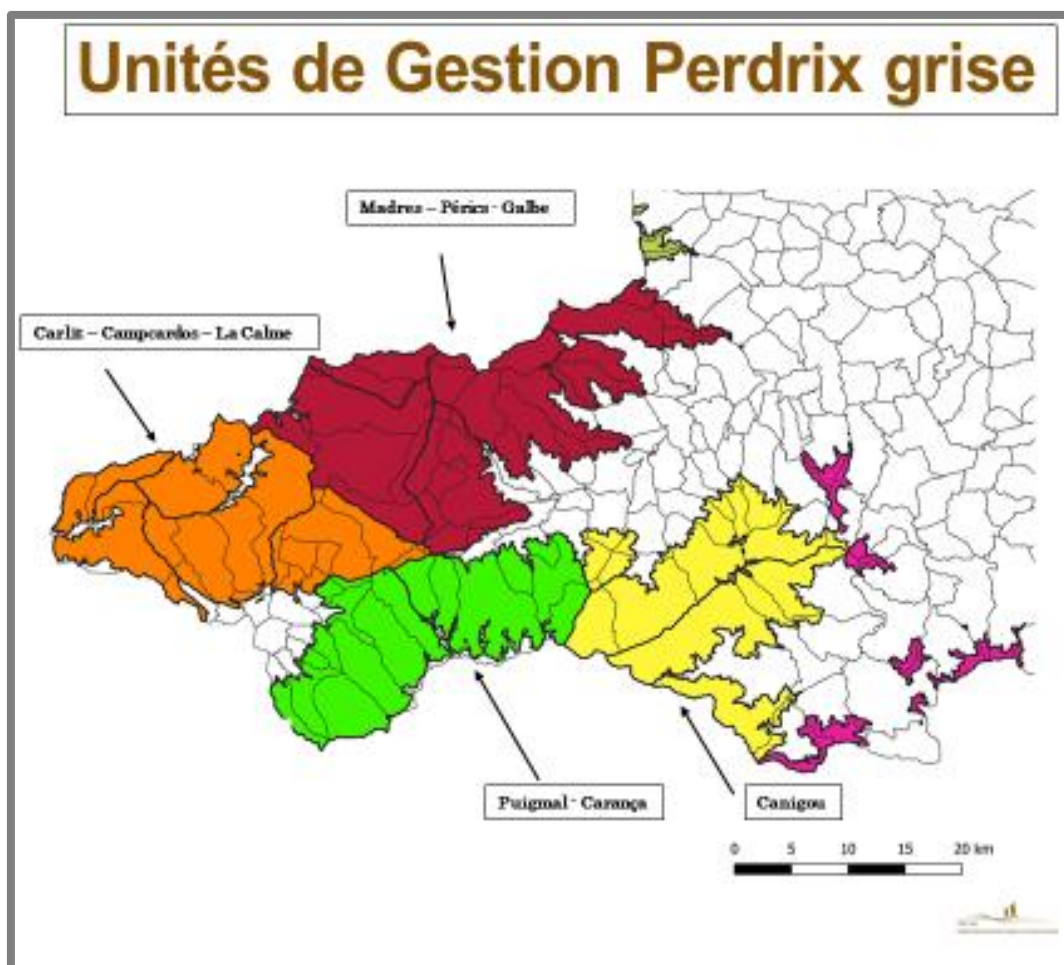 Unités de Gestion Perdrix grise
Madres – Pérics - Galbe
Carlit – Campcardos – La Calme
Puigmal - Carança
Canigou
0 5 10 15 20 km